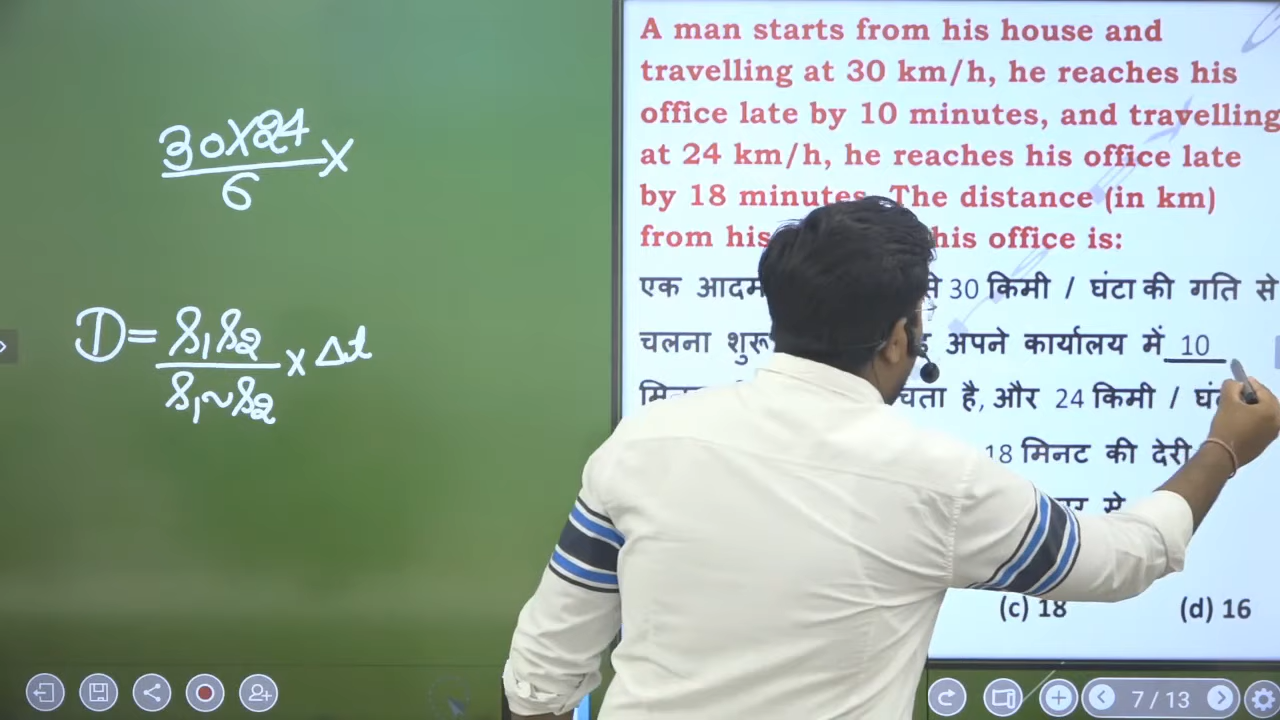 30×24
6
×
D = s₁s₂
s₁~s₂
× Δt
A man starts from his house and
travelling at 30 km/h, he reaches his
office late by 10 minutes, and travelling
at 24 km/h, he reaches his office late
by 18 minutes. The distance (in km)
from his his office is:
एक से 30 किमी / घंटा की गति से
चलना अपने कार्यालय में 10
है, और 24 किमी /
18 मिनट की देरी
से
(c) 18 (d) 16
7 / 13